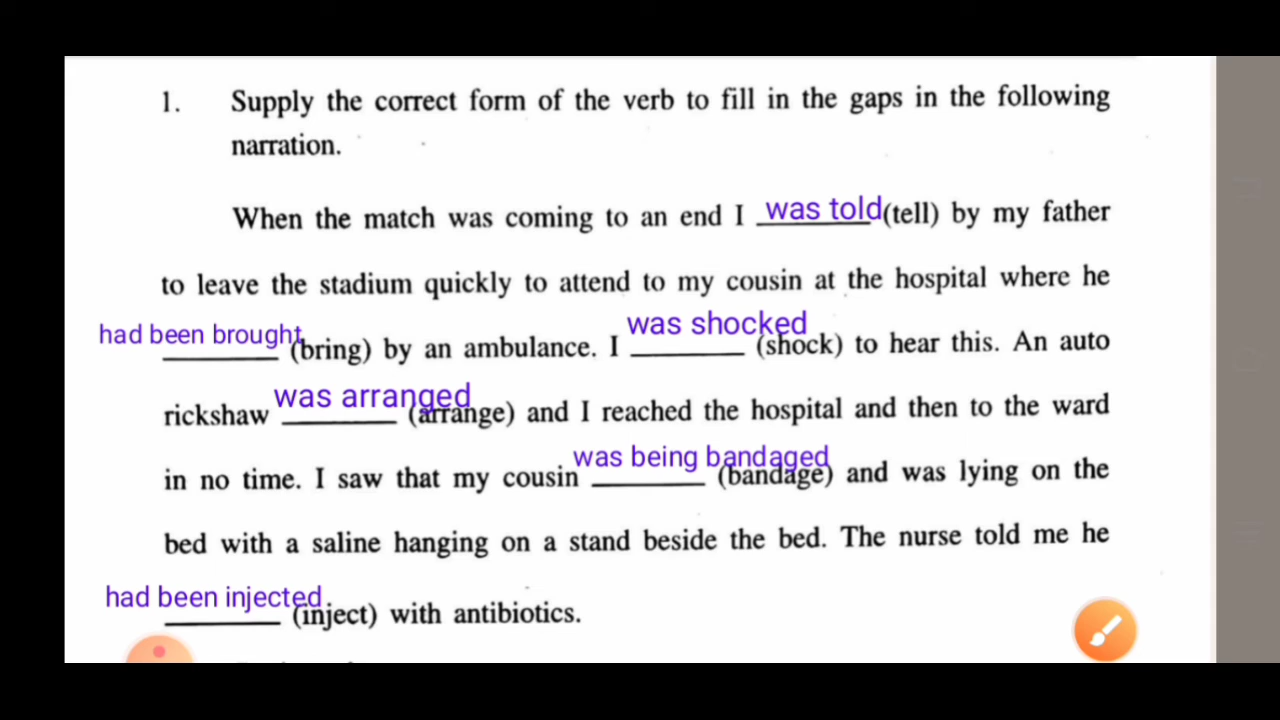 1. Supply the correct form of the verb to fill in the gaps in the following
narration.
When the match was coming to an end I was told (tell) by my father
to leave the stadium quickly to attend to my cousin at the hospital where he
had been brought (bring) by an ambulance. I was shocked (shock) to hear this. An auto
rickshaw was arranged (arrange) and I reached the hospital and then to the ward
in no time. I saw that my cousin was being bandaged (bandage) and was lying on the
bed with a saline hanging on a stand beside the bed. The nurse told me he
had been injected (inject) with antibiotics.